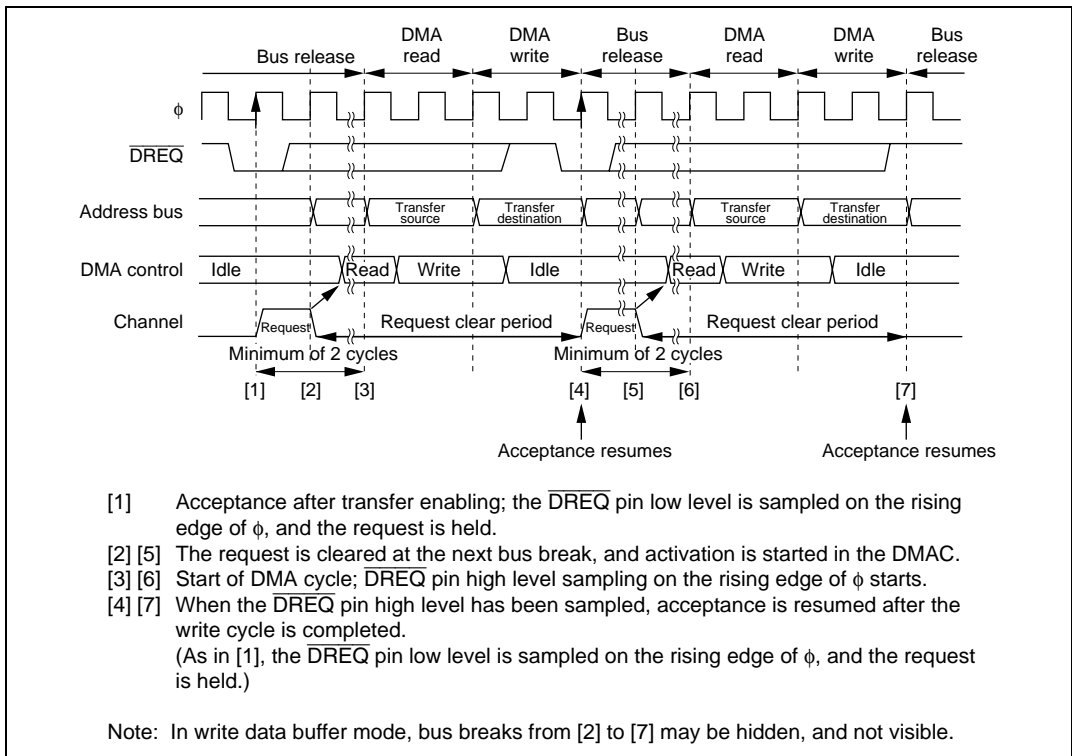 DMA DMA Bus DMA DMA Bus
Bus release read write release read write release
ϕ
DREQ
Address bus Transfer source Transfer destination Transfer source Transfer destination
DMA control Idle Read Write Idle Read Write Idle
Channel Request Request clear period Request Request clear period
Minimum of 2 cycles Minimum of 2 cycles
[1] [2] [3] [4] [5] [6] [7]
Acceptance resumes Acceptance resumes
[1] Acceptance after transfer enabling; the DREQ pin low level is sampled on the rising
edge of ϕ, and the request is held.
[2] [5] The request is cleared at the next bus break, and activation is started in the DMAC.
[3] [6] Start of DMA cycle; DREQ pin high level sampling on the rising edge of ϕ starts.
[4] [7] When the DREQ pin high level has been sampled, acceptance is resumed after the
write cycle is completed.
(As in [1], the DREQ pin low level is sampled on the rising edge of ϕ, and the request
is held.)
Note: In write data buffer mode, bus breaks from [2] to [7] may be hidden, and not visible.